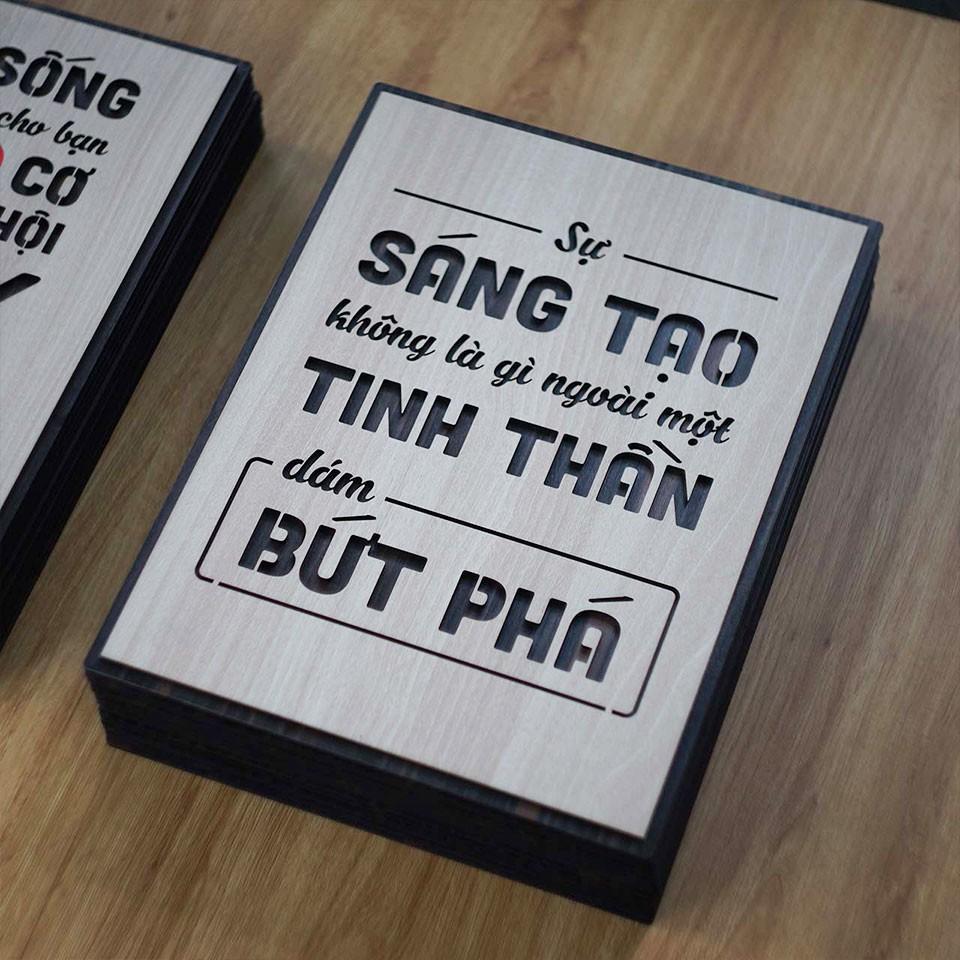 SỐNG
cho bạn
CƠ
HỘI
Sự
SÁNG TẠO
không là gì ngoài một
TINH THẦN
dám
BỨT PHÁ